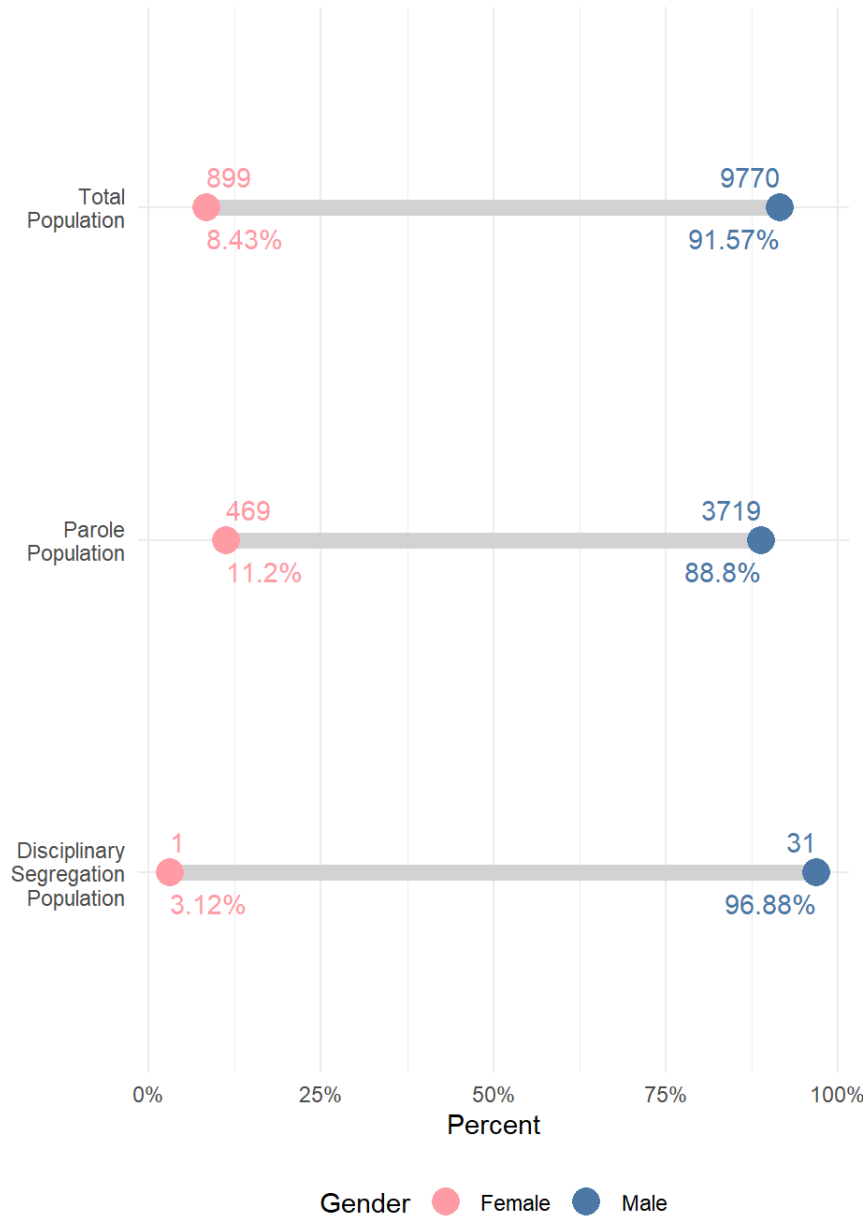 899
9770
Total
Population
8.43%
91.57%
469
3719
Parole
Population
11.2%
88.8%
1
31
Disciplinary
Segregation
Population
3.12%
96.88%
0%
25%
50%
75%
100%
Percent
Gender
Female
Male